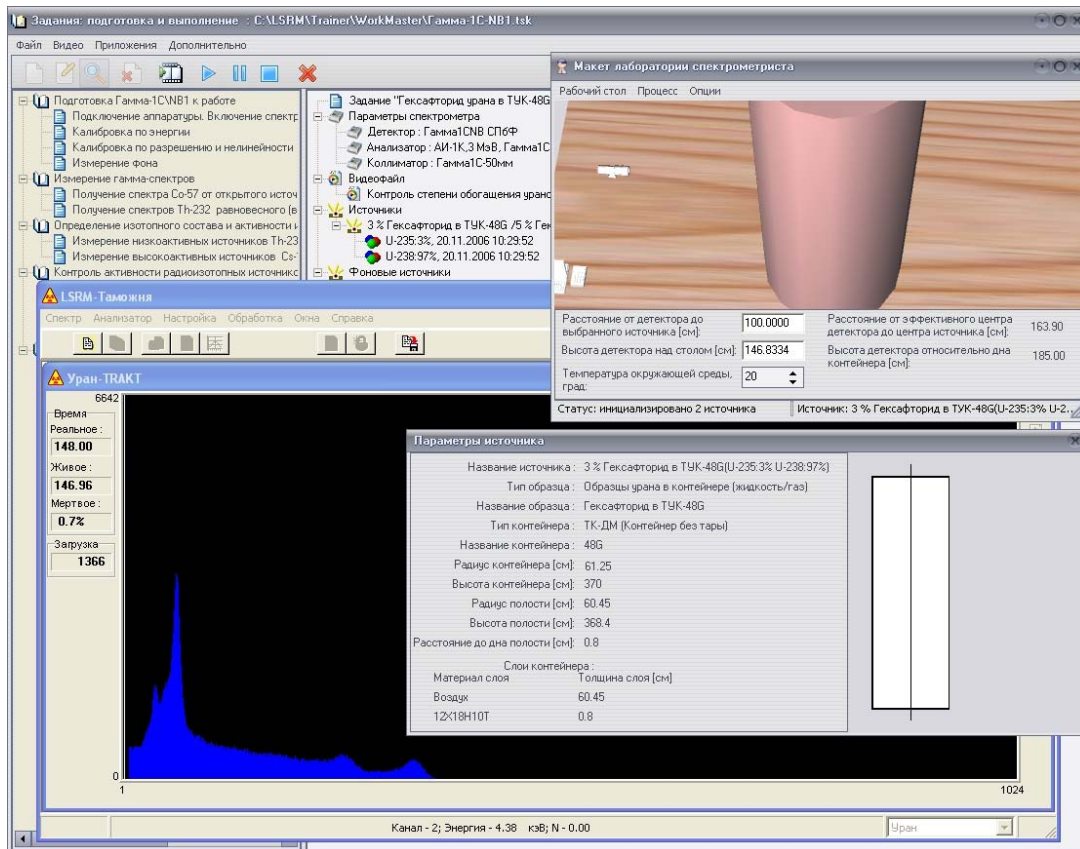 Задания: подготовка и выполнение : C:\LSRM\Trainer\WorkMaster\Гамма-1С-NB1.tsk
Файл Видео Приложения Дополнительно
Подготовка Гамма-1С\NB1 к работе
Подключение аппаратуры. Включение спектр
Калибровка по энергии
Калибровка по разрешению и нелинейности
Измерение фона
Измерение гамма-спектров
Получение спектра Co-57 от открытого источ
Получение спектров Th-232 равновесного (в
Определение изотопного состава и активности и
Измерение низкоактивных источников Th-23
Измерение высокоактивных источников Cs-
Контроль активности радиоизотопных источникс
Задание "Гексафторид урана в ТУК-48G
Параметры спектрометра
Детектор : Гамма1CNB СПбФ
Анализатор : АИ-1К,3 МэВ, Гамма1С
Коллиматор : Гамма1С-50мм
Видеофайл
Контроль степени обогащения уранс
Источники
3 % Гексафторид в ТУК-48G /5 % Гек
U-235:3%, 20.11.2006 10:29:52
U-238:97%, 20.11.2006 10:29:52
Фоновые источники
Макет лаборатории спектрометриста
Рабочий стол Процесс Опции
Расстояние от детектора до выбранного источника [см]: 100.0000
Расстояние от эффективного центра детектора до центра источника [см]: 163.90
Высота детектора над столом [см]: 146.8334
Высота детектора относительно дна контейнера [см]: 185.00
Температура окружающей среды, град: 20
Статус: инициализировано 2 источника
Источник: 3 % Гексафторид в ТУК-48G(U-235:3% U-2...
LSRM-Таможня
Спектр Анализатор Настройка Обработка Окна Справка
Уран-TRAKT
6642
Время
Реальное :
148.00
Живое :
146.96
Мертвое :
0.7%
Загрузка
1366
0
1
1024
Канал - 2; Энергия - 4.38 кэВ; N - 0.00
Уран
Параметры источника
Название источника : 3 % Гексафторид в ТУК-48G(U-235:3% U-238:97%)
Тип образца : Образцы урана в контейнере (жидкость/газ)
Название образца : Гексафторид в ТУК-48G
Тип контейнера : ТК-ДМ (Контейнер без тары)
Название контейнера : 48G
Радиус контейнера [см]: 61.25
Высота контейнера [см]: 370
Радиус полости [см]: 60.45
Высота полости [см]: 368.4
Расстояние до дна полости [см]: 0.8
Слои контейнера :
Материал слоя Толщина слоя [см]
Воздух 60.45
12Х18Н10Т 0.8